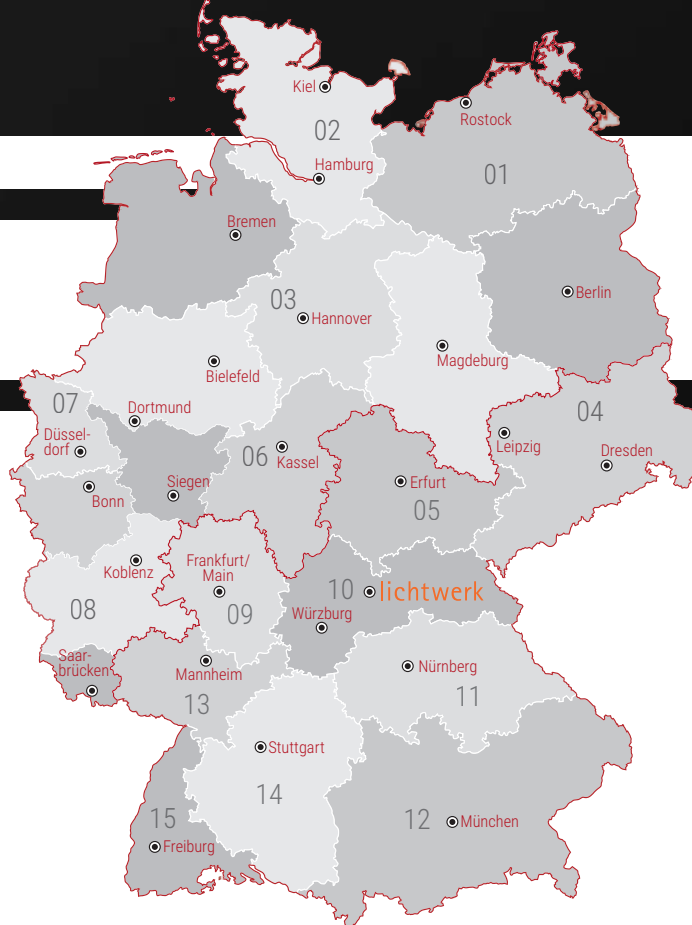 Kiel
02
Rostock
Hamburg
01
Bremen
Berlin
03
Hannover
Magdeburg
Bielefeld
07
Dortmund
04
Düssel-
dorf
Leipzig
06
Kassel
Dresden
Siegen
Erfurt
Bonn
05
Koblenz
Frankfurt/
Main
10
lichtwerk
08
09
Würzburg
Saar-
brücken
Mannheim
Nürnberg
13
11
Stuttgart
14
15
12
München
Freiburg